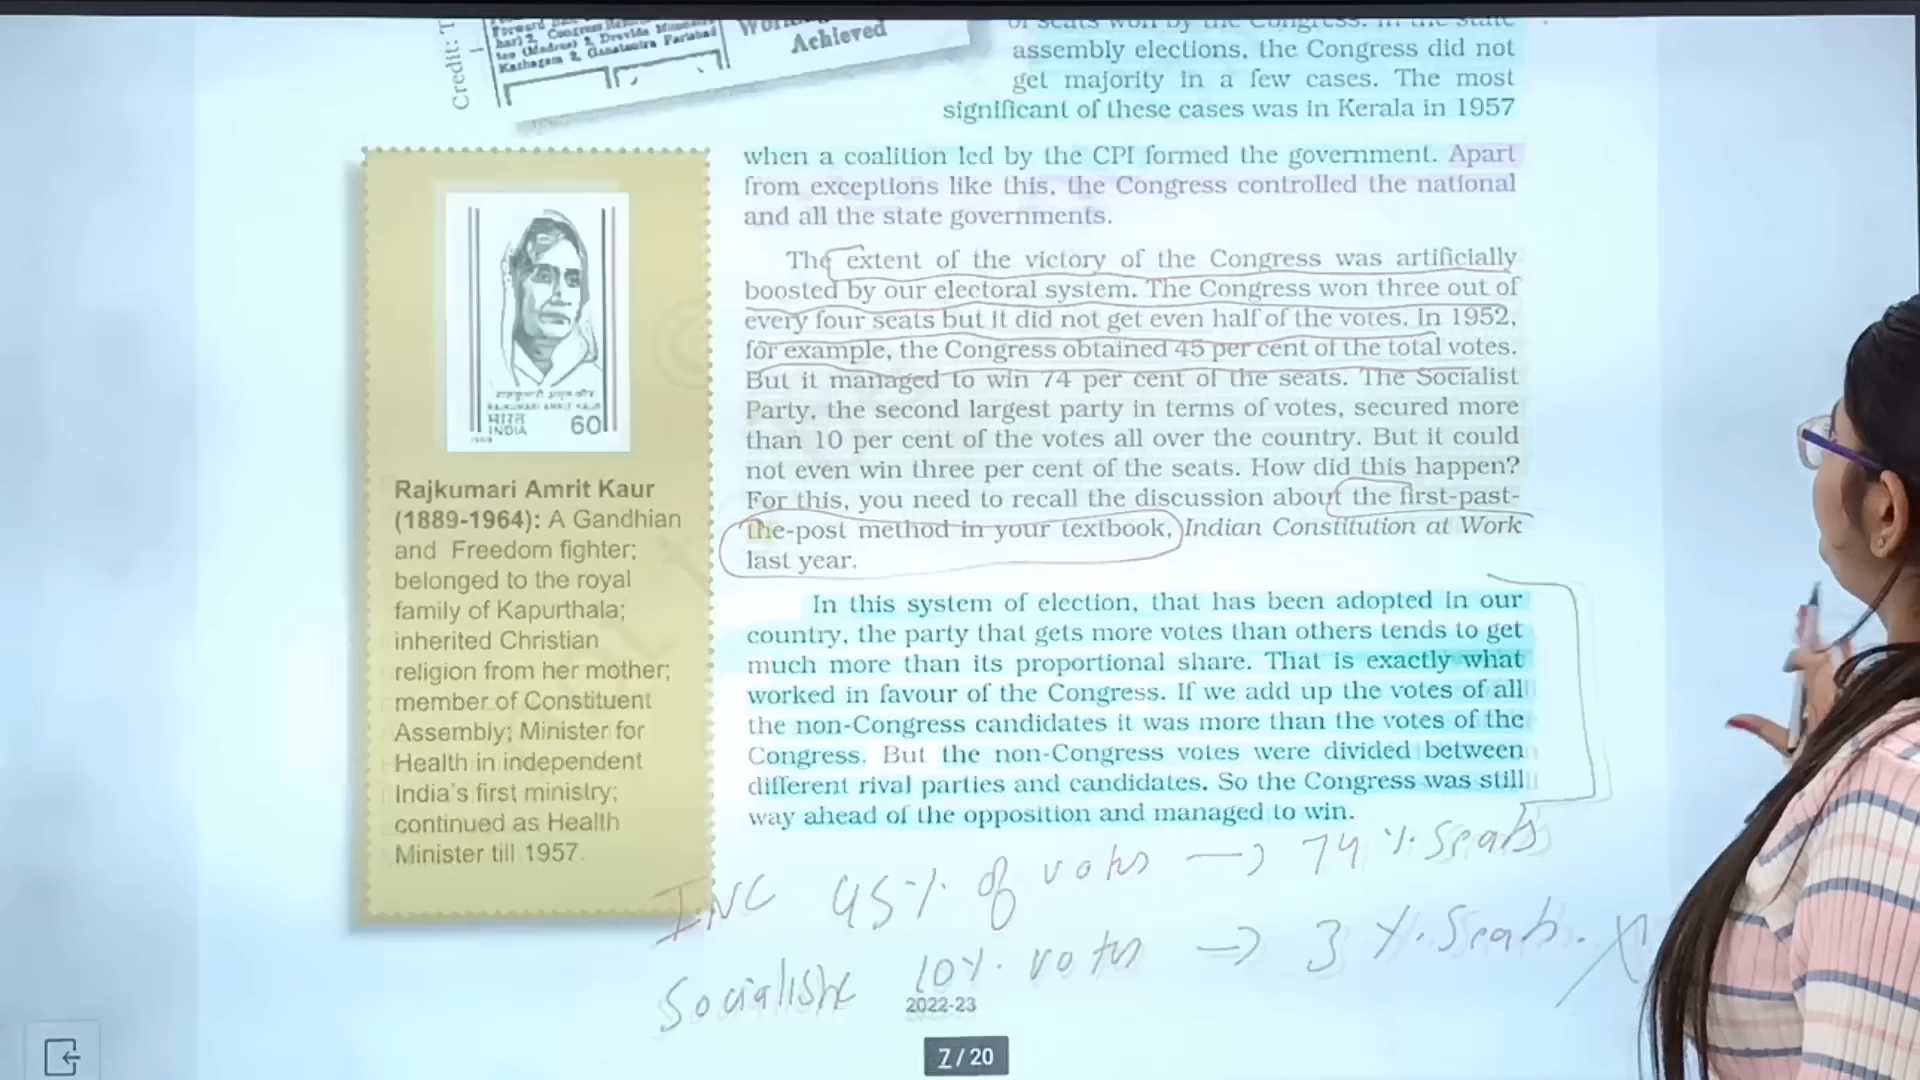 Credit: T
Kazhagam 2, Ganatantra Parishad
Achieved
of seats won by the Congress. In the state
assembly elections, the Congress did not
get majority in a few cases. The most
significant of these cases was in Kerala in 1957
when a coalition led by the CPI formed the government. Apart
from exceptions like this, the Congress controlled the national
and all the state governments.
The extent of the victory of the Congress was artificially
boosted by our electoral system. The Congress won three out of
every four seats but it did not get even half of the votes. In 1952,
for example, the Congress obtained 45 per cent of the total votes.
But it managed to win 74 per cent of the seats. The Socialist
Party, the second largest party in terms of votes, secured more
than 10 per cent of the votes all over the country. But it could
not even win three per cent of the seats. How did this happen?
For this, you need to recall the discussion about the first-past-
the-post method in your textbook, Indian Constitution at Work
last year.
In this system of election, that has been adopted in our
country, the party that gets more votes than others tends to get
much more than its proportional share. That is exactly what
worked in favour of the Congress. If we add up the votes of all
the non-Congress candidates it was more than the votes of the
Congress. But the non-Congress votes were divided between
different rival parties and candidates. So the Congress was still
way ahead of the opposition and managed to win.
RAJKUMARI AMRIT KAUR
भारत
INDIA 60
Rajkumari Amrit Kaur
(1889-1964): A Gandhian
and Freedom fighter;
belonged to the royal
family of Kapurthala;
inherited Christian
religion from her mother;
member of Constituent
Assembly; Minister for
Health in independent
India's first ministry;
continued as Health
Minister till 1957.
INC 45% of votes → 74% Seats
10% votes → 3% Seats. X
2022-23
7 / 20